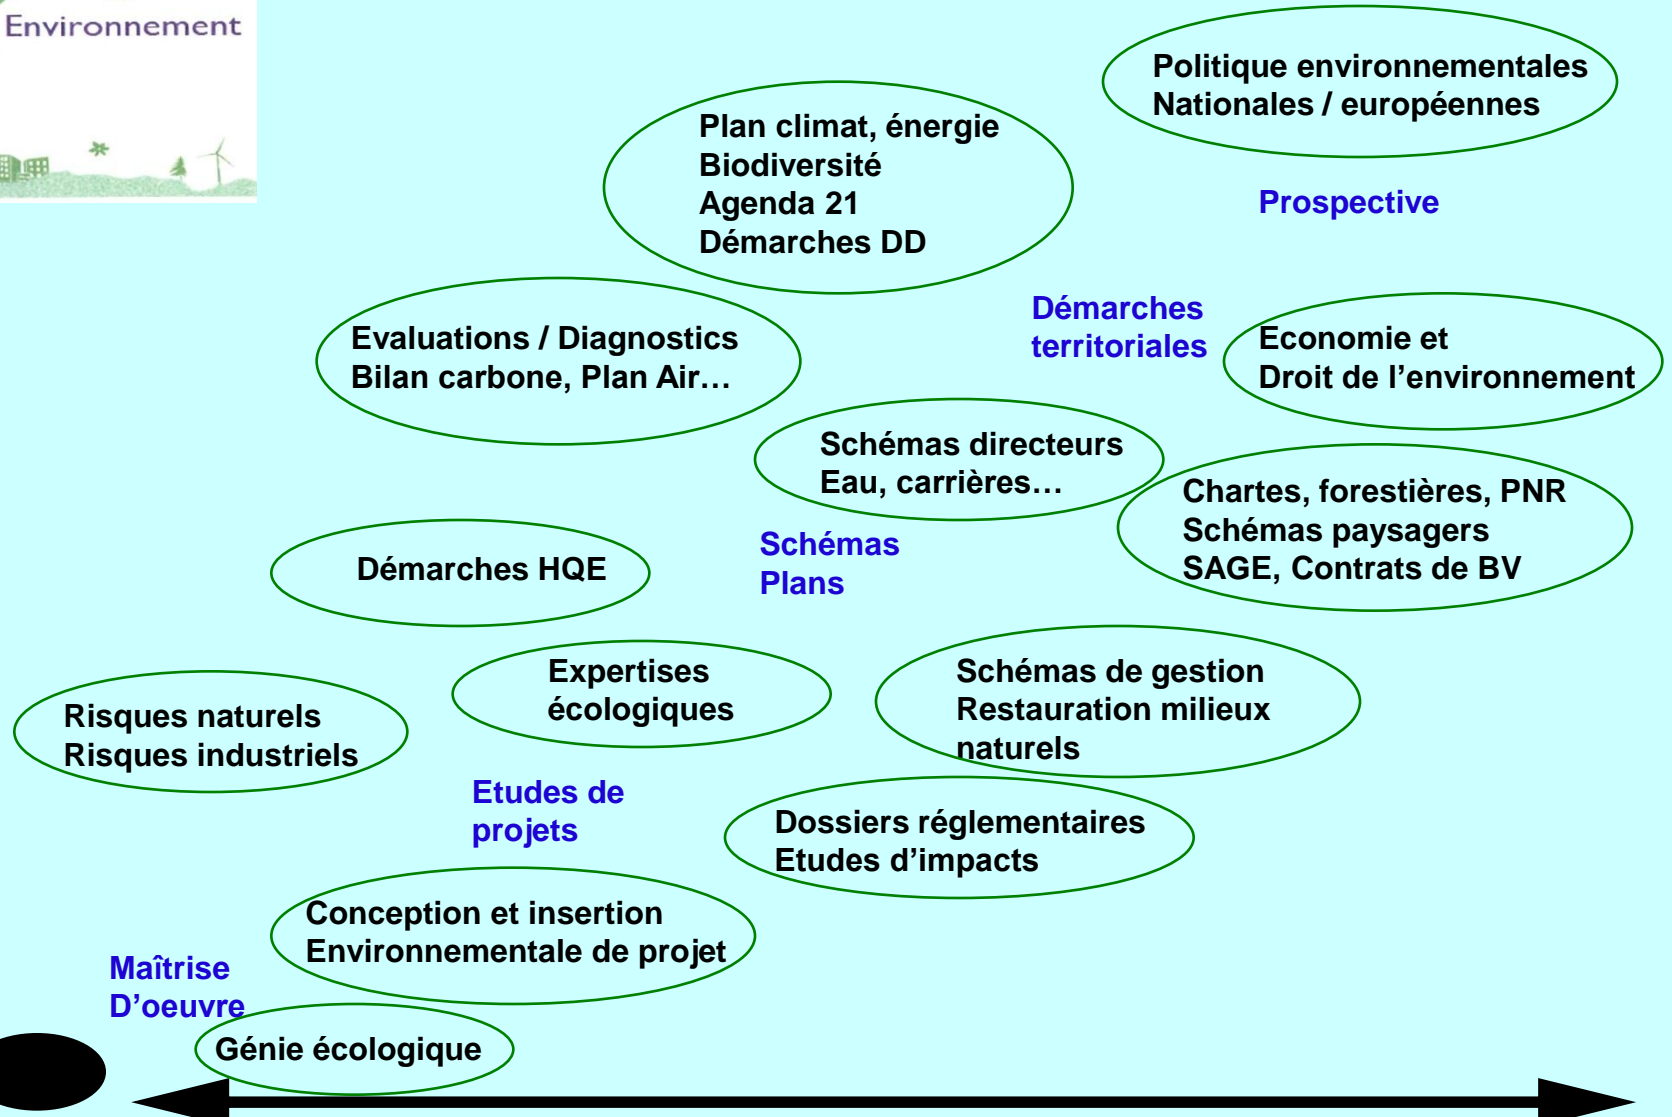 Environnement
Politique environnementales
Nationales / européennes
Plan climat, énergie
Biodiversité
Agenda 21
Démarches DD
Prospective
Démarches
territoriales
Evaluations / Diagnostics
Bilan carbone, Plan Air…
Economie et
Droit de l’environnement
Schémas directeurs
Eau, carrières…
Chartes, forestières, PNR
Schémas paysagers
SAGE, Contrats de BV
Schémas
Plans
Démarches HQE
Expertises
écologiques
Schémas de gestion
Restauration milieux
naturels
Risques naturels
Risques industriels
Etudes de
projets
Dossiers réglementaires
Etudes d’impacts
Conception et insertion
Environnementale de projet
Maîtrise
D’oeuvre
Génie écologique